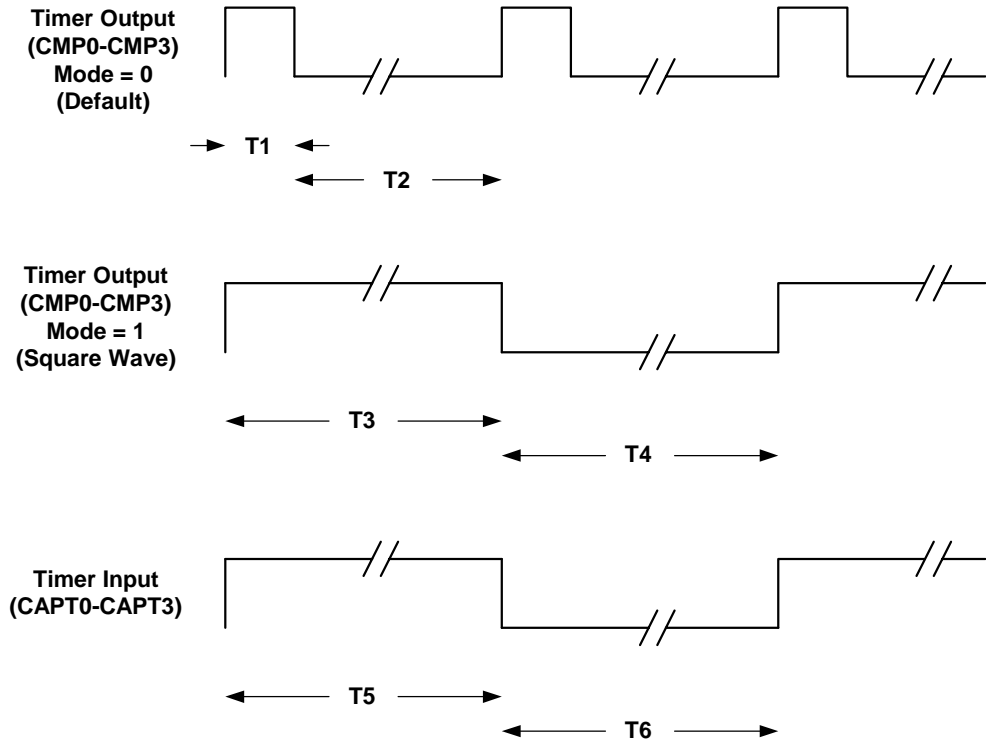 Timer Output
(CMP0-CMP3)
Mode = 0
(Default)
T1
T2
Timer Output
(CMP0-CMP3)
Mode = 1
(Square Wave)
T3
T4
Timer Input
(CAPT0-CAPT3)
T5
T6